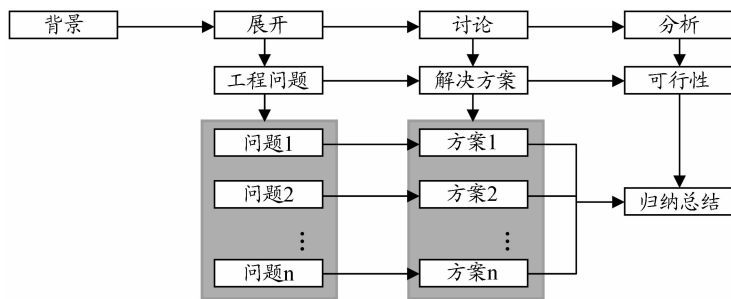 背景
展开
讨论
分析
工程问题
解决方案
可行性
问题1
方案1
问题2
方案2
归纳总结
⋮
⋮
问题n
方案n